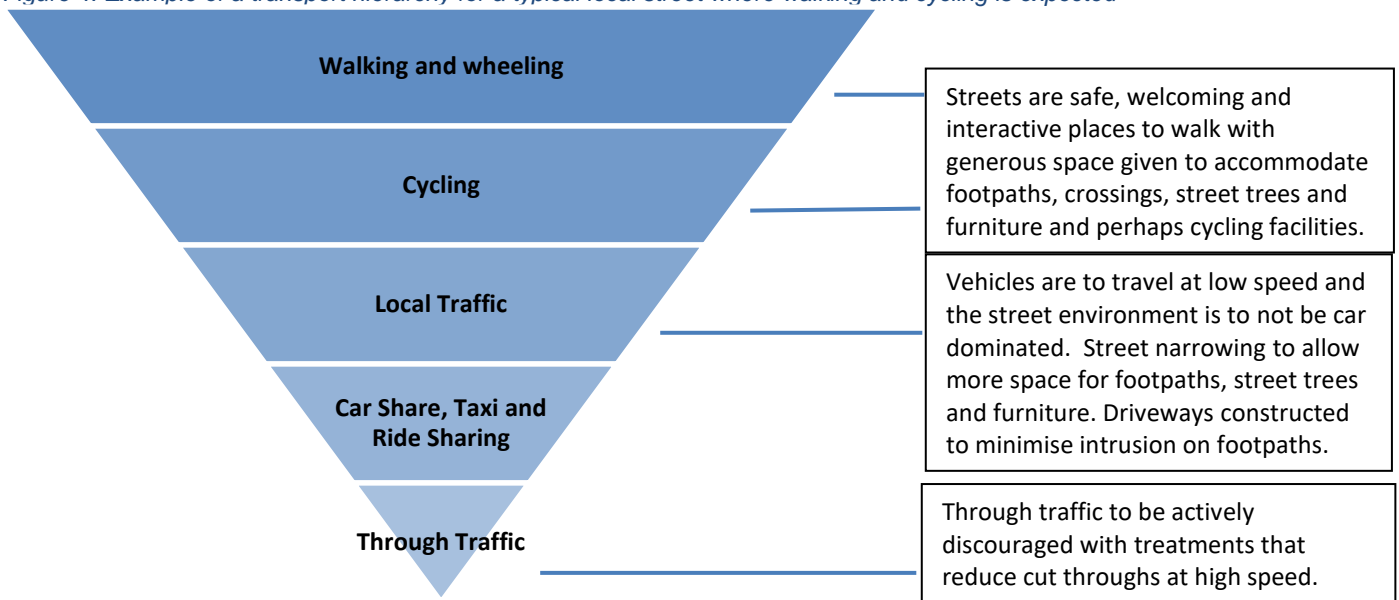 Walking and wheeling
Cycling
Local Traffic
Car Share, Taxi and
Ride Sharing
Through Traffic
Streets are safe, welcoming and
interactive places to walk with
generous space given to accommodate
footpaths, crossings, street trees and
furniture and perhaps cycling facilities.
Vehicles are to travel at low speed and
the street environment is to not be car
dominated.  Street narrowing to allow
more space for footpaths, street trees
and furniture. Driveways constructed
to minimise intrusion on footpaths.
Through traffic to be actively
discouraged with treatments that
reduce cut throughs at high speed.